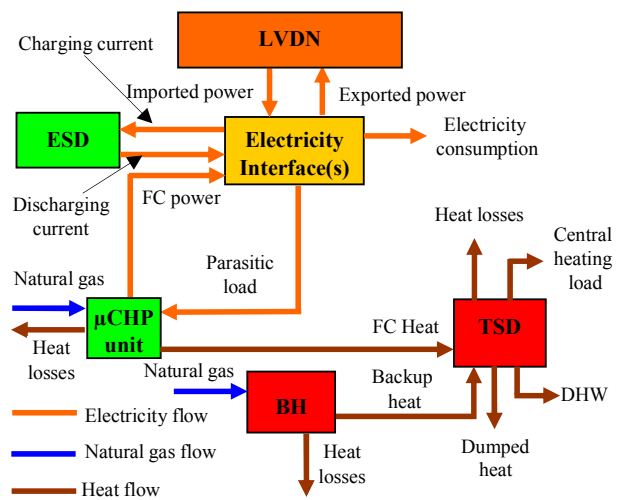 Charging current
LVDN
Imported power
Exported power
ESD
Electricity
Interface(s)
Electricity
consumption
Discharging
current
FC power
Heat losses
Central
heating
load
Parasitic
load
Natural gas
μCHP
unit
Heat
losses
FC Heat
TSD
Natural gas
BH
Backup
heat
DHW
Electricity flow
Natural gas flow
Heat flow
Heat
losses
Dumped
heat